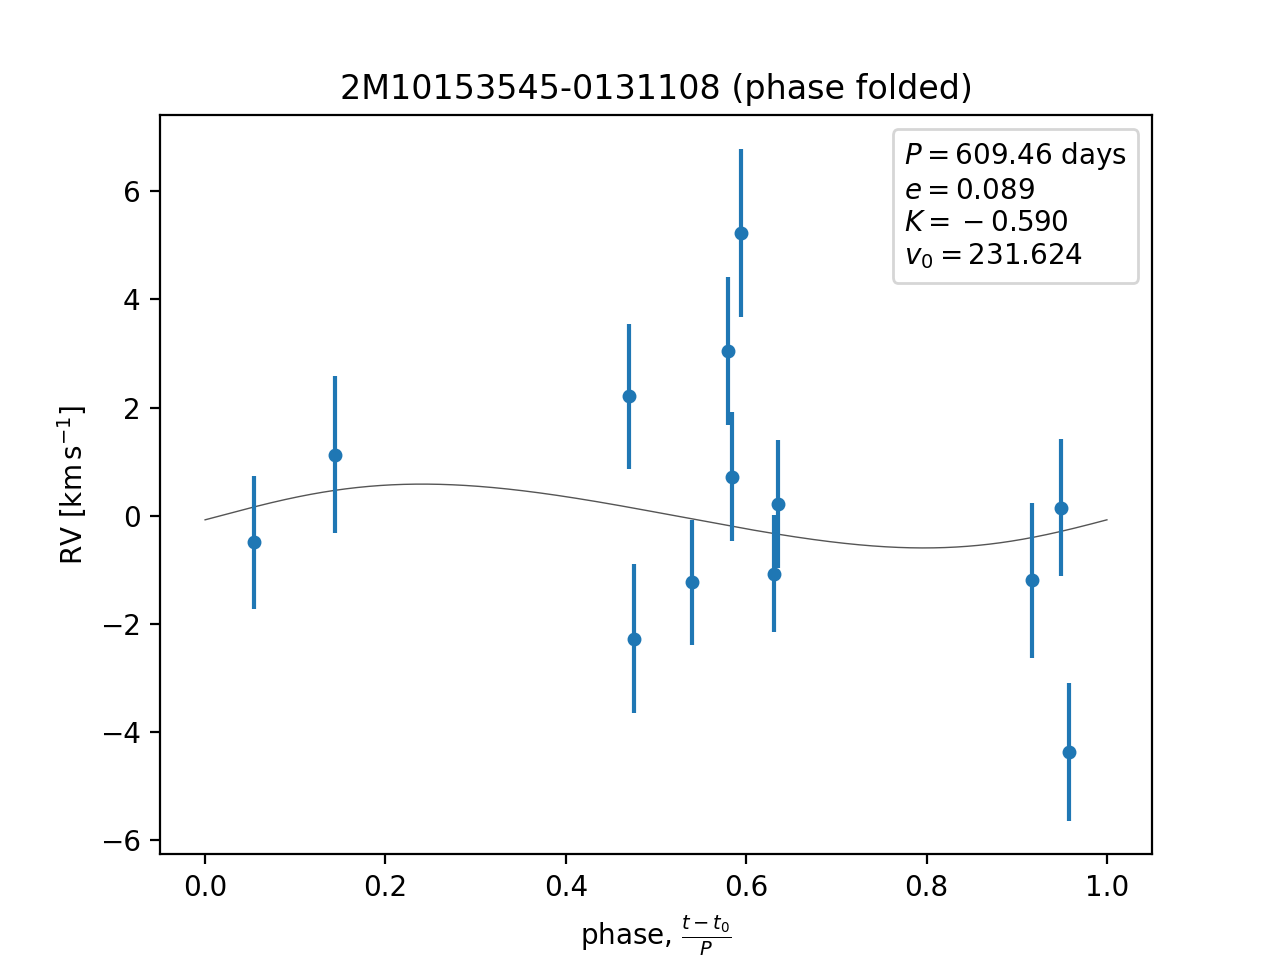 2M10153545-0131108 (phase folded)
P = 609.46 days
e = 0.089
K = −0.590
v₀ = 231.624
RV [km s⁻¹]
6
4
2
0
−2
−4
−6
0.0 0.2 0.4 0.6 0.8 1.0
phase, (t − t₀)/P